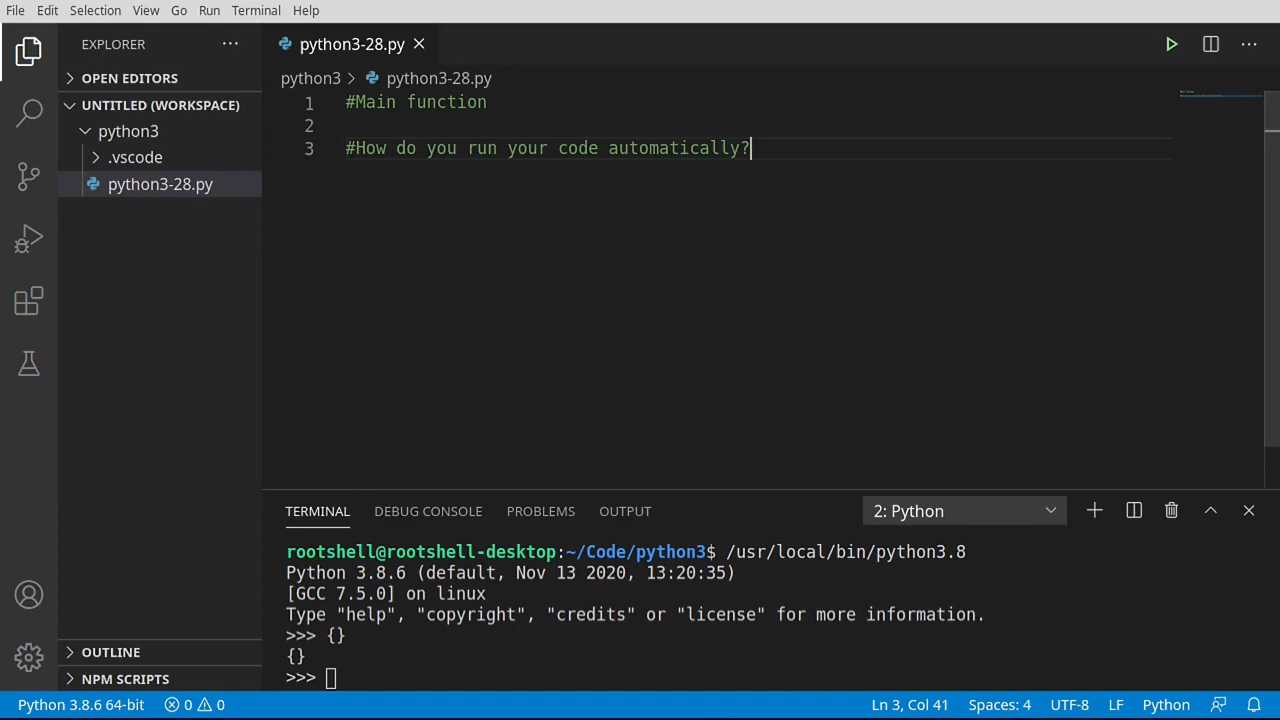 File Edit Selection View Go Run Terminal Help
EXPLORER
OPEN EDITORS
UNTITLED (WORKSPACE)
python3
.vscode
python3-28.py
OUTLINE
NPM SCRIPTS
python3-28.py
python3 > python3-28.py
1 #Main function
2
3 #How do you run your code automatically?
TERMINAL DEBUG CONSOLE PROBLEMS OUTPUT 2: Python
rootshell@rootshell-desktop:~/Code/python3$ /usr/local/bin/python3.8
Python 3.8.6 (default, Nov 13 2020, 13:20:35)
[GCC 7.5.0] on linux
Type "help", "copyright", "credits" or "license" for more information.
>>> {}
{}
>>>
Python 3.8.6 64-bit 0 0 Ln 3, Col 41 Spaces: 4 UTF-8 LF Python